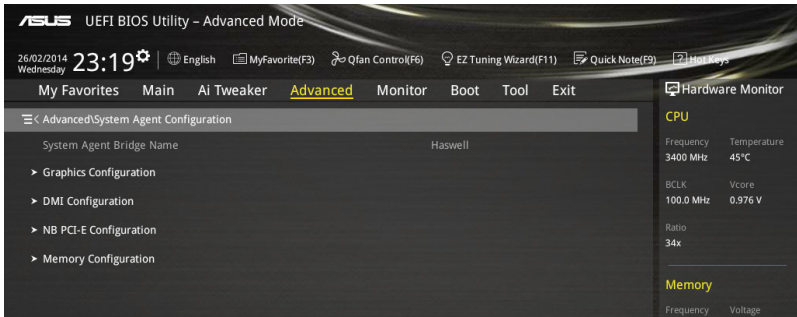 ASUS UEFI BIOS Utility – Advanced Mode
26/02/2014 Wednesday 23:19 English MyFavorite(F3) Qfan Control(F6) EZ Tuning Wizard(F11) Quick Note(F9) ? Hot Keys
My Favorites Main Ai Tweaker Advanced Monitor Boot Tool Exit
Hardware Monitor
< Advanced\System Agent Configuration
System Agent Bridge Name Haswell
> Graphics Configuration
> DMI Configuration
> NB PCI-E Configuration
> Memory Configuration
CPU
Frequency Temperature
3400 MHz 45°C
BCLK Vcore
100.0 MHz 0.976 V
Ratio
34x
Memory
Frequency Voltage